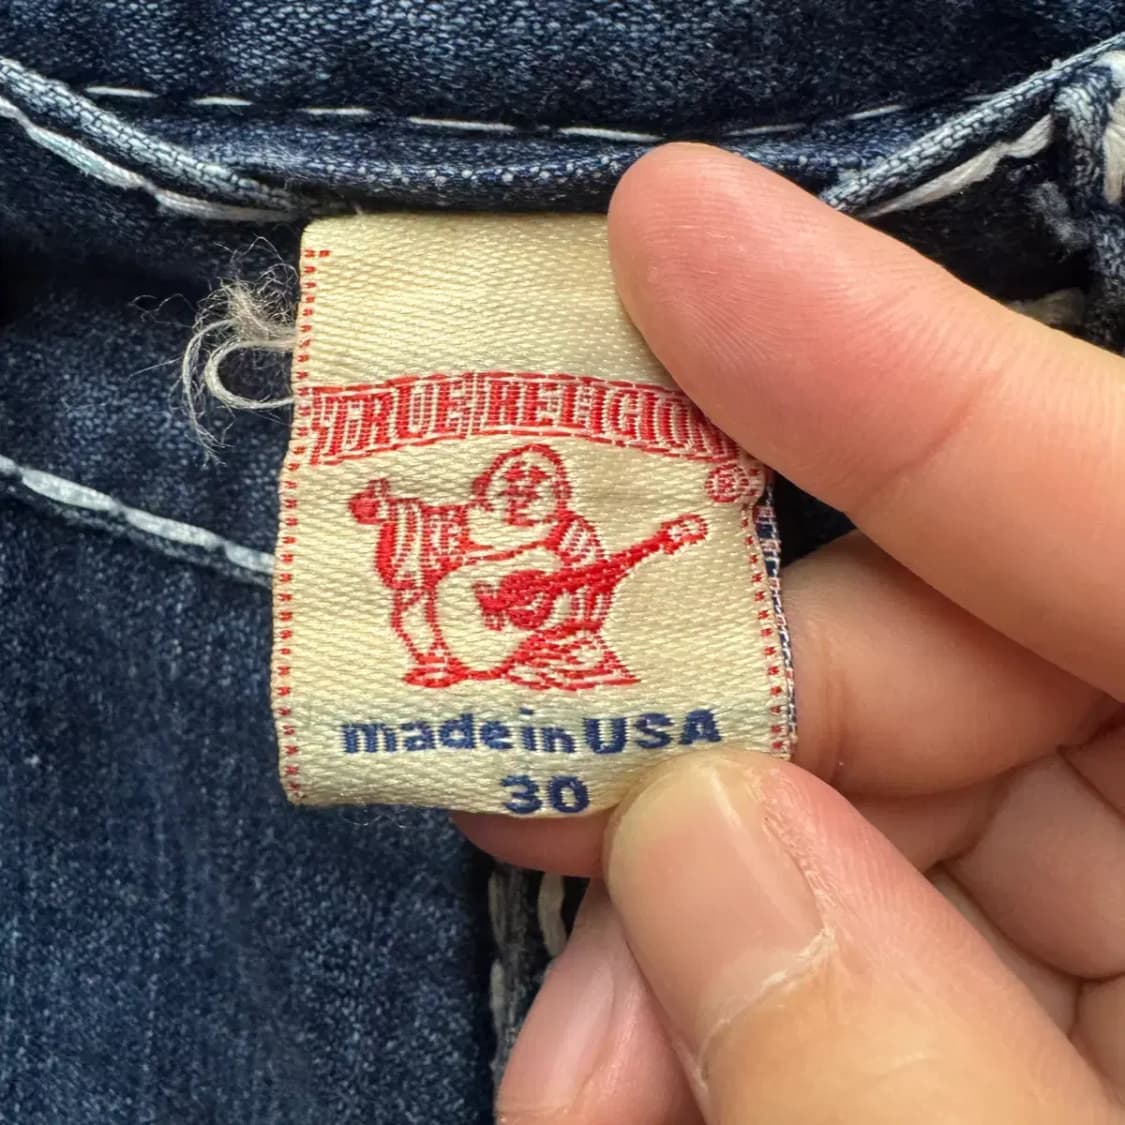 TRUE RELIGION
®
made in USA
30